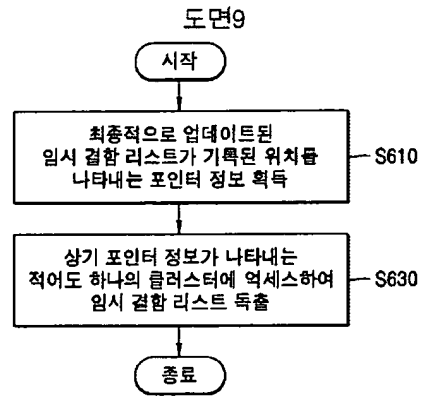 도면9
시작
최종적으로 업데이트된
임시 결함 리스트가 기록된 위치를
나타내는 포인터 정보 획득
S610
상기 포인터 정보가 나타내는
적어도 하나의 클러스터에 억세스하여
임시 결함 리스트 독출
S630
종료